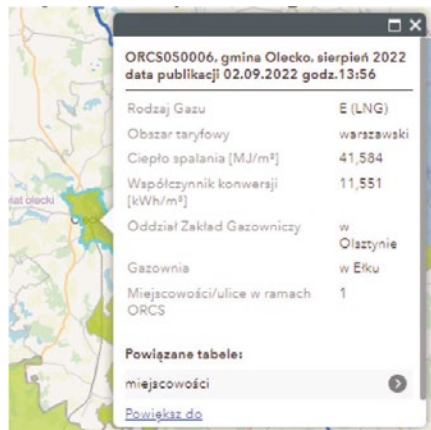 ORCS050006, gmina Olecko, sierpień 2022
data publikacji 02.09.2022 godz.13:56
Rodzaj Gazu E (LNG)
Obszar taryfowy warszawski
Ciepło spalania [MJ/m³] 41,584
Współczynnik konwersji 11,551
[kWh/m³]
Oddział Zakład Gazowniczy w
Olsztynie
Gazownia w Ełku
Miejscowości/ulice w ramach 1
ORCS
Powiązane tabele:
miejscowości
Powiększ do